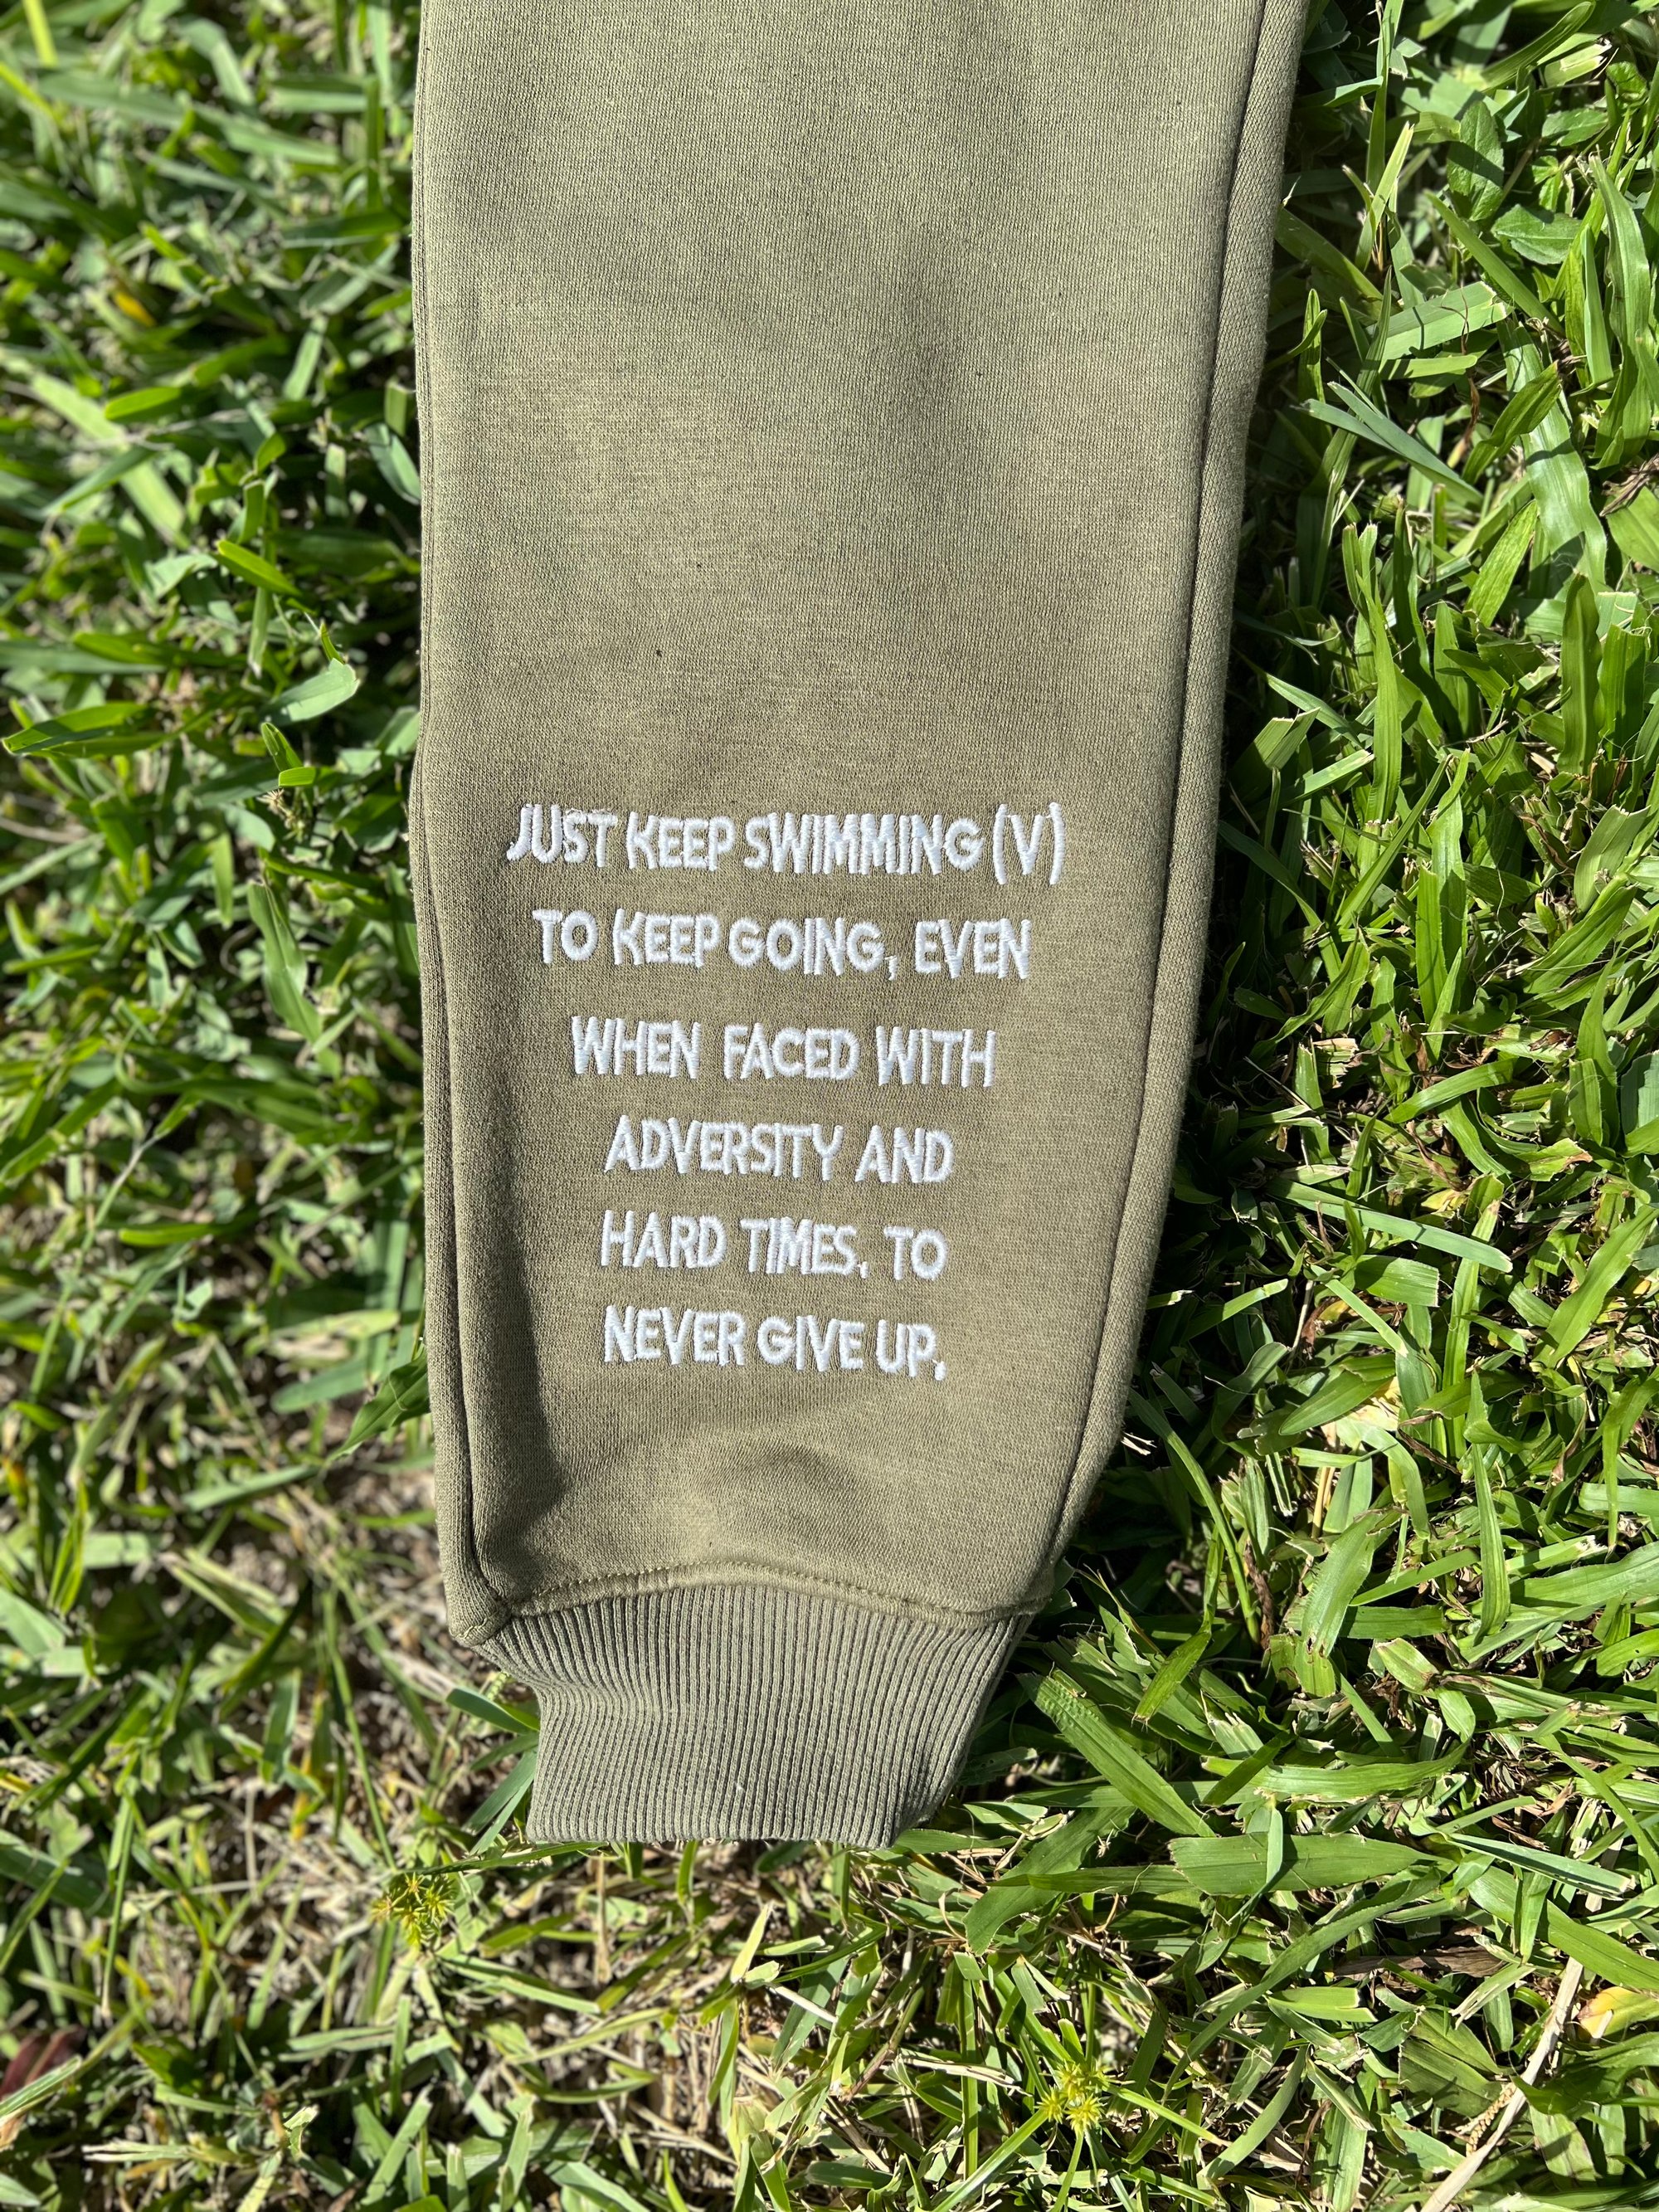 JUST KEEP SWIMMING (V)
TO KEEP GOING, EVEN
WHEN FACED WITH
ADVERSITY AND
HARD TIMES. TO
NEVER GIVE UP,